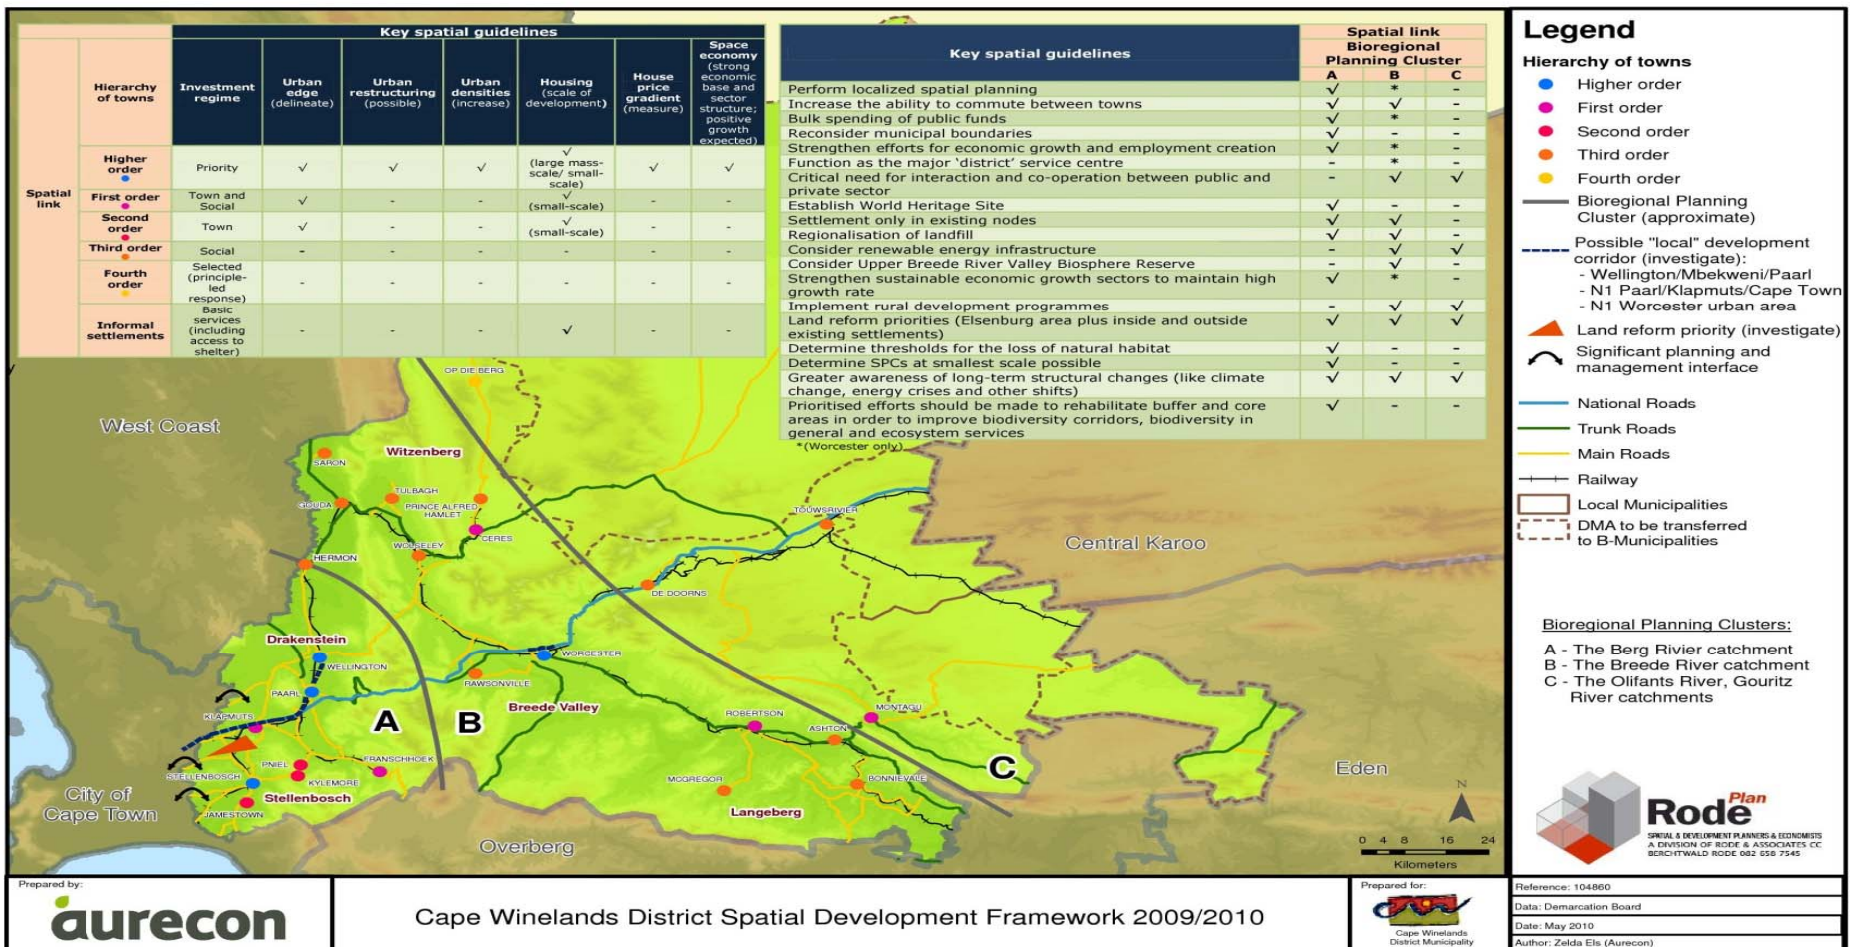 Key spatial guidelines
Spatial link
Hierarchy of towns
Investment regime
Urban edge (delineate)
Urban restructuring (possible)
Urban densities (increase)
Housing (scale of development)
House price gradient (measure)
Space economy (strong economic base and sector structure; positive growth expected)
Higher order Priority √ √ √ √ (large mass-scale/ small-scale) √ √
First order Town and Social √ - - √ (small-scale) - -
Second order Town √ - - √ (small-scale) - -
Third order Social - - - - - -
Fourth order Selected (principle-led response) - - - - - -
Informal settlements Basic services (including access to shelter) - - - √ - -
Key spatial guidelines
Spatial link
Bioregional Planning Cluster
A B C
Perform localized spatial planning √ * -
Increase the ability to commute between towns √ √ -
Bulk spending of public funds √ * -
Reconsider municipal boundaries √ - -
Strengthen efforts for economic growth and employment creation √ * -
Function as the major 'district' service centre - * -
Critical need for interaction and co-operation between public and private sector - √ √
Establish World Heritage Site √ - -
Settlement only in existing nodes √ √ -
Regionalisation of landfill √ √ -
Consider renewable energy infrastructure - √ √
Consider Upper Breede River Valley Biosphere Reserve - √ -
Strengthen sustainable economic growth sectors to maintain high growth rate √ * -
Implement rural development programmes - √ √
Land reform priorities (Elsenburg area plus inside and outside existing settlements) √ √ √
Determine thresholds for the loss of natural habitat √ - -
Determine SPCs at smallest scale possible √ - -
Greater awareness of long-term structural changes (like climate change, energy crises and other shifts) √ √ √
Prioritised efforts should be made to rehabilitate buffer and core areas in order to improve biodiversity corridors, biodiversity in general and ecosystem services √ - -
*(Worcester only)
OP DIE BERG
West Coast
Witzenberg
SARON
TULBAGH
GOUDA
PRINCE ALFRED HAMLET
CERES
WOLSELEY
HERMON
TOUWSRIVIER
Central Karoo
DE DOORNS
Drakenstein
WELLINGTON
WORCESTER
PAARL
RAWSONVILLE
Breede Valley
KLAPMUTS
A
B
ROBERTSON
MONTAGU
ASHTON
FRANSCHHOEK
PNIEL
STELLENBOSCH
KYLEMORE
C
Eden
MCGREGOR
BONNIEVALE
City of Cape Town
Stellenbosch
JAMESTOWN
Langeberg
Overberg
N
0 4 8 16 24
Kilometers
Legend
Hierarchy of towns
Higher order
First order
Second order
Third order
Fourth order
Bioregional Planning
Cluster (approximate)
Possible "local" development
corridor (investigate):
- Wellington/Mbekweni/Paarl
- N1 Paarl/Klapmuts/Cape Town
- N1 Worcester urban area
Land reform priority (investigate)
Significant planning and
management interface
National Roads
Trunk Roads
Main Roads
Railway
Local Municipalities
DMA to be transferred
to B-Municipalities
Bioregional Planning Clusters:
A - The Berg Rivier catchment
B - The Breede River catchment
C - The Olifants River, Gouritz
River catchments
Rode Plan
SPATIAL & DEVELOPMENT PLANNERS & ECONOMISTS
A DIVISION OF RODE & ASSOCIATES CC
BERCHTWALD RODE 082 658 7545
Prepared by:
aurecon
Cape Winelands District Spatial Development Framework 2009/2010
Prepared for:
Cape Winelands
District Municipality
Reference: 104860
Data: Demarcation Board
Date: May 2010
Author: Zelda Els (Aurecon)